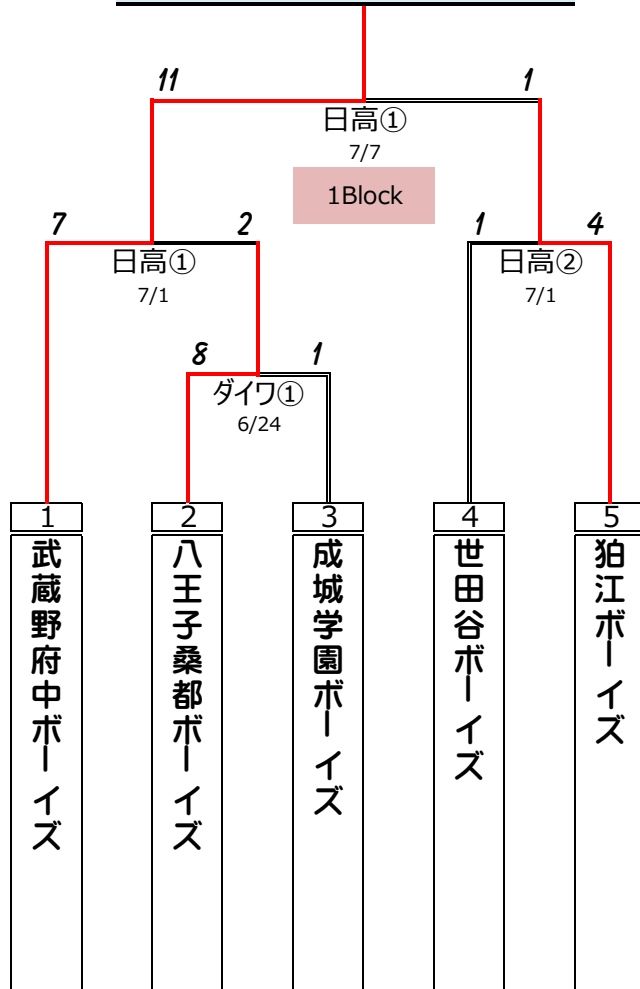 11 1
日高①
7/7
1Block
7 2 1 4
日高① 日高②
7/1 7/1
8 1
ダイワ①
6/24
1 2 3 4 5
武蔵野府中ボーイズ
八王子桑都ボーイズ
成城学園ボーイズ
世田谷ボーイズ
狛江ボーイズ